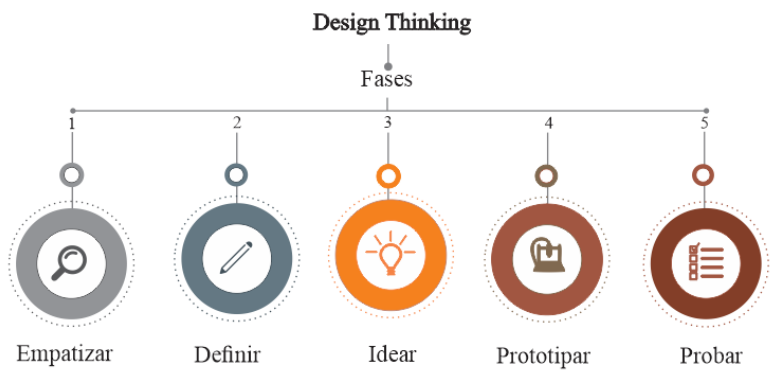 Design Thinking
Fases
1 2 3 4 5
Empatizar Definir Idear Prototipar Probar